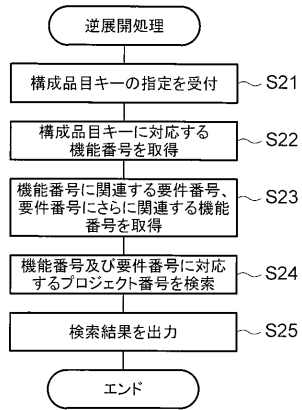 逆展開処理
構成品目キーの指定を受付
S21
構成品目キーに対応する
機能番号を取得
S22
機能番号に関連する要件番号、
要件番号にさらに関連する機能
番号を取得
S23
機能番号及び要件番号に対応
するプロジェクト番号を検索
S24
検索結果を出力
S25
エンド